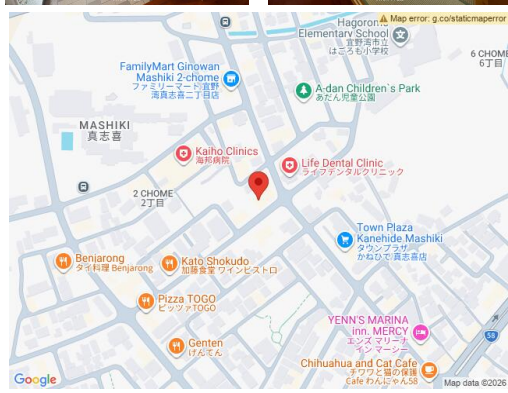 Map error: g.co/staticmaperror
Hagoromo
Elementary School
宜野湾市立
はごろも小学校
FamilyMart Ginowan
Mashiki 2-chome
ファミリーマート宜野
湾真志喜二丁目店
6 CHOME
6丁目
A-dan Children's Park
あだん児童公園
MASHIKI
真志喜
Kaiho Clinics
海邦病院
Life Dental Clinic
ライフデンタルクリニック
2 CHOME
2丁目
Town Plaza
Kanehide Mashiki
タウンプラザ
かねひで 真志喜店
Benjarong
タイ料理 Benjarong
Kato Shokudo
加藤食堂 ワインビストロ
Pizza TOGO
ピッツァTOGO
YENN'S MARINA
inn. MERCY
エンズ マリーナ
イン マーシー
58
Genten
げんてん
Chihuahua and Cat Cafe
チワワと猫の保護
Cafe わんにゃん58
Google
Map data ©2026